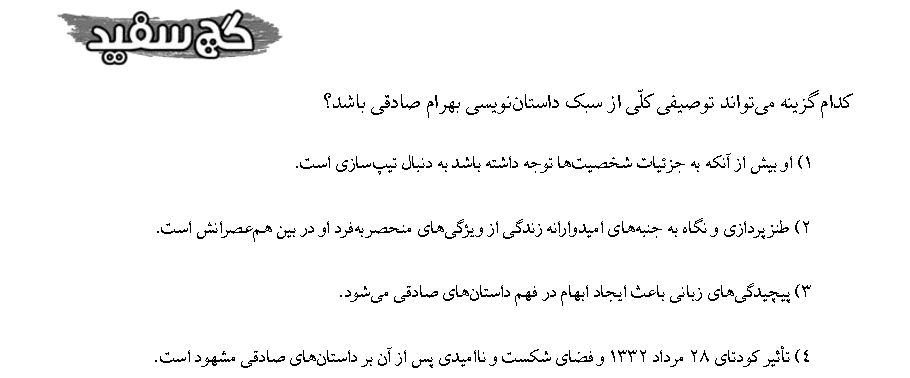 گچ سفید
کدام گزینه می‌تواند توصیفی کلّی از سبک داستان‌نویسی بهرام صادقی باشد؟
۱) او بیش از آنکه به جزئیات شخصیت‌ها توجه داشته باشد به دنبال تیپ‌سازی است.
۲) طنزپردازی و نگاه به جنبه‌های امیدوارانه زندگی از ویژگی‌های منحصر‌به‌فرد او در بین هم‌عصرانش است.
۳) پیچیدگی‌های زبانی باعث ایجاد ابهام در فهم داستان‌های صادقی می‌شود.
۴) تأثیر کودتای ۲۸ مرداد ۱۳۳۲ و فضای شکست و ناامیدی پس از آن بر داستان‌های صادقی مشهود است.